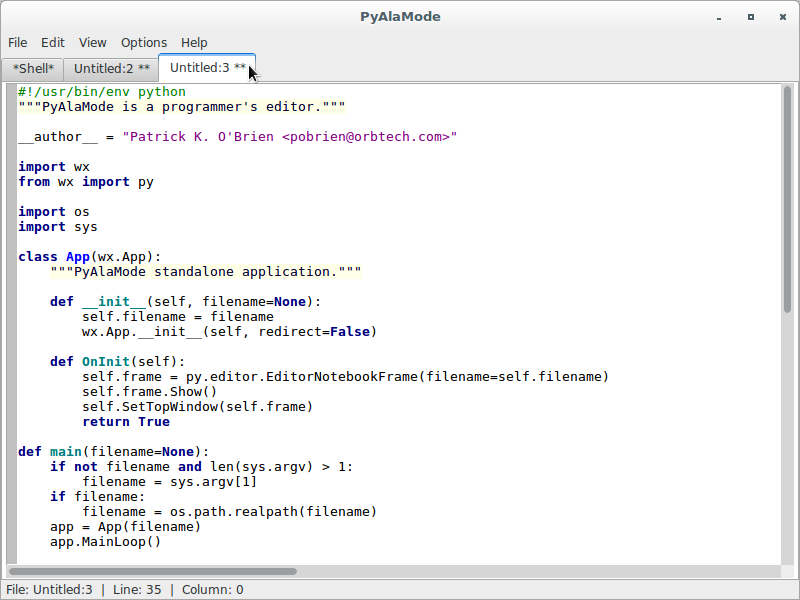 PyAlaMode
File Edit View Options Help
*Shell* Untitled:2 ** Untitled:3 **
#!/usr/bin/env python
"""PyAlaMode is a programmer's editor."""
__author__ = "Patrick K. O'Brien <pobrien@orbtech.com>"
import wx
from wx import py
import os
import sys
class App(wx.App):
    """PyAlaMode standalone application."""
    def __init__(self, filename=None):
        self.filename = filename
        wx.App.__init__(self, redirect=False)
    def OnInit(self):
        self.frame = py.editor.EditorNotebookFrame(filename=self.filename)
        self.frame.Show()
        self.SetTopWindow(self.frame)
        return True
def main(filename=None):
    if not filename and len(sys.argv) > 1:
        filename = sys.argv[1]
    if filename:
        filename = os.path.realpath(filename)
    app = App(filename)
    app.MainLoop()
File: Untitled:3 | Line: 35 | Column: 0